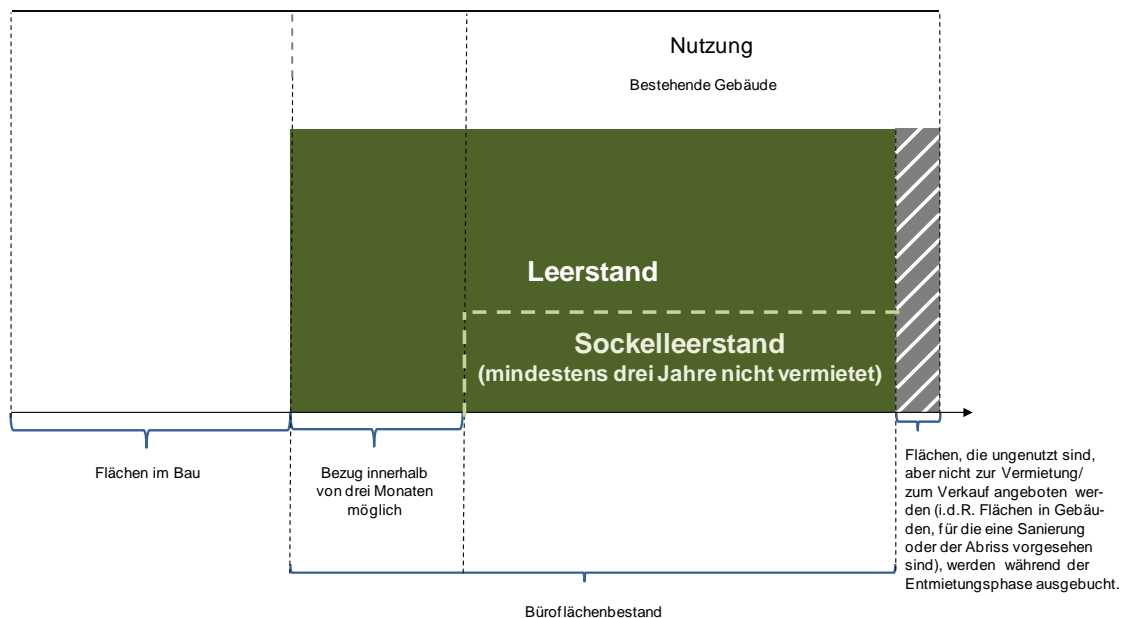 Nutzung
Bestehende Gebäude
Leerstand
Sockelleerstand
(mindestens drei Jahre nicht vermietet)
Flächen im Bau
Bezug innerhalb
von drei Monaten
möglich
Flächen, die ungenutzt sind,
aber nicht zur Vermietung/
zum Verkauf angeboten wer-
den (i.d.R. Flächen in Gebäu-
den, für die eine Sanierung
oder der Abriss vorgesehen
sind), werden während der
Entmietungsphase ausgebucht.
Büroflächenbestand